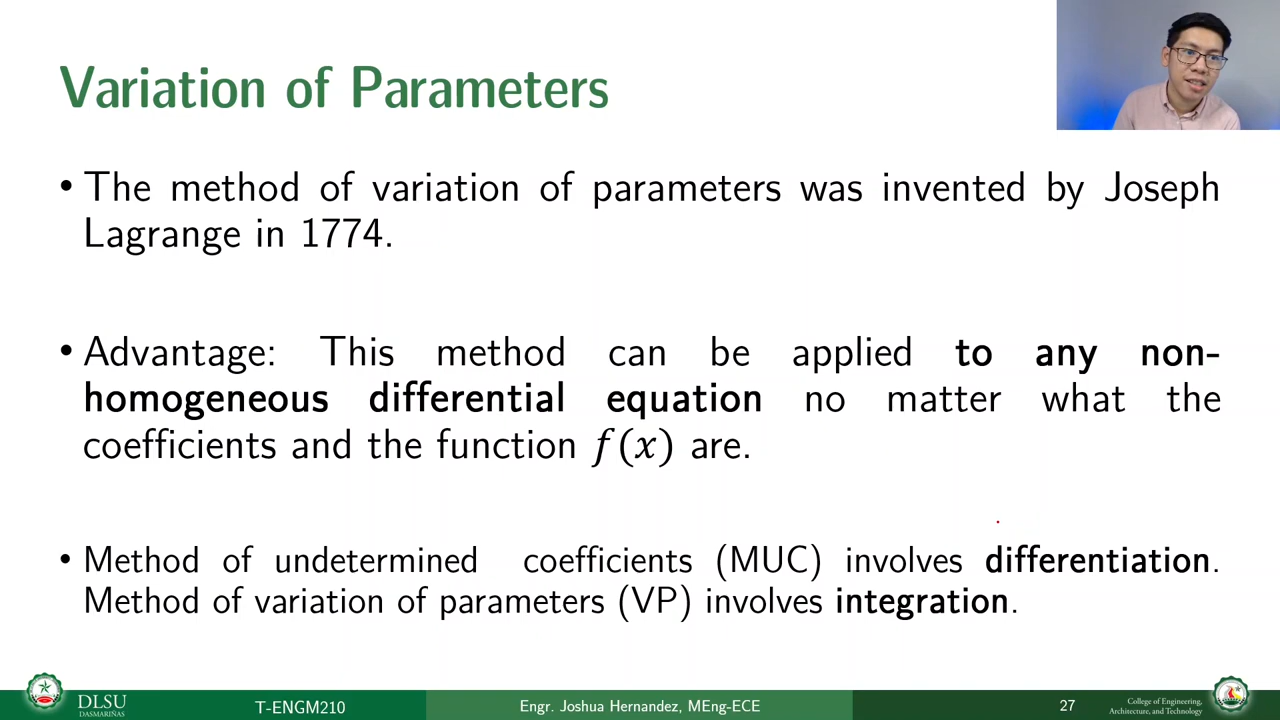 Variation of Parameters
• The method of variation of parameters was invented by Joseph
Lagrange in 1774.
• Advantage: This method can be applied to any non-
homogeneous differential equation no matter what the
coefficients and the function f(x) are.
• Method of undetermined coefficients (MUC) involves differentiation.
Method of variation of parameters (VP) involves integration.
DLSU
DASMARIÑAS
T-ENGM210
Engr. Joshua Hernandez, MEng-ECE
27
College of Engineering,
Architecture, and Technology